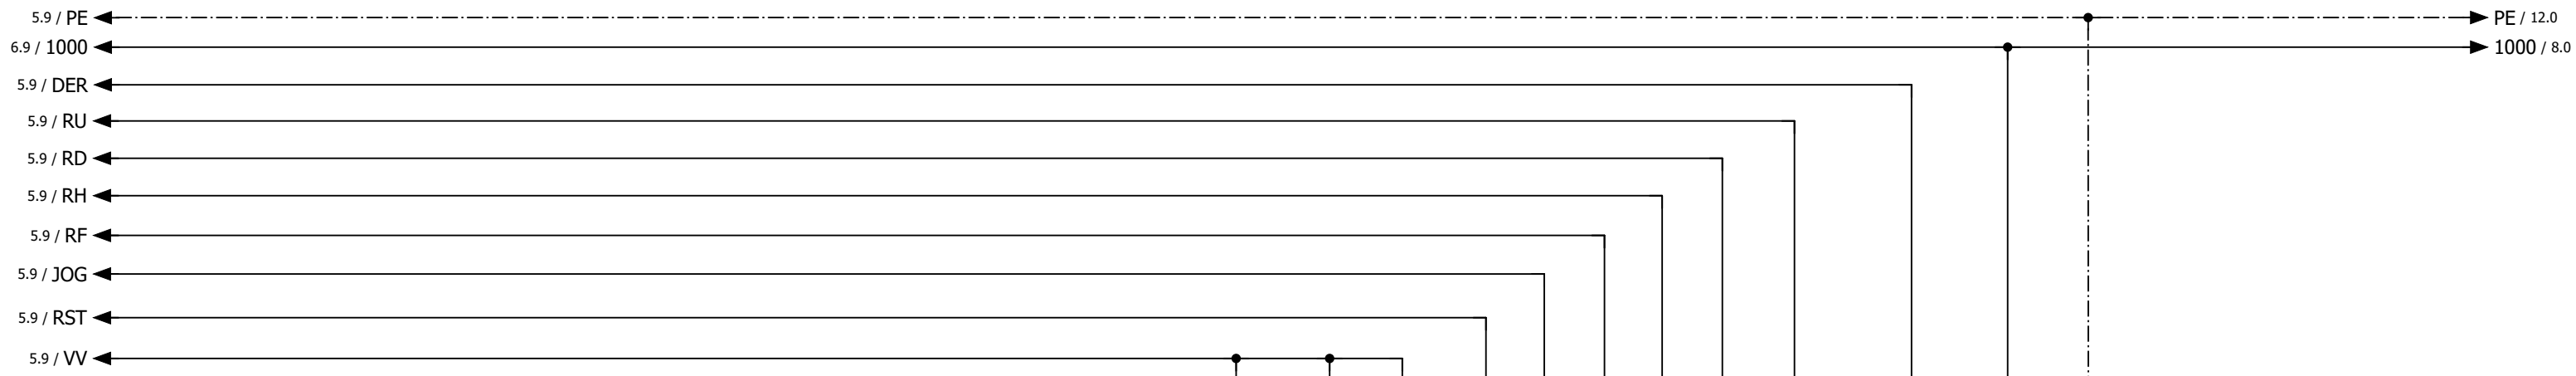 5.9 / PE PE / 12.0
6.9 / 1000 1000 / 8.0
5.9 / DER
5.9 / RU
5.9 / RD
5.9 / RH
5.9 / RF
5.9 / JOG
5.9 / RST
5.9 / VV